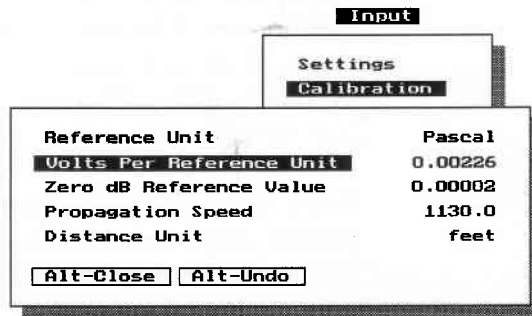 Input
Settings
Calibration
Reference Unit Pascal
Volts Per Reference Unit 0.00226
Zero dB Reference Value 0.00002
Propagation Speed 1130.0
Distance Unit feet
Alt-Close Alt-Undo